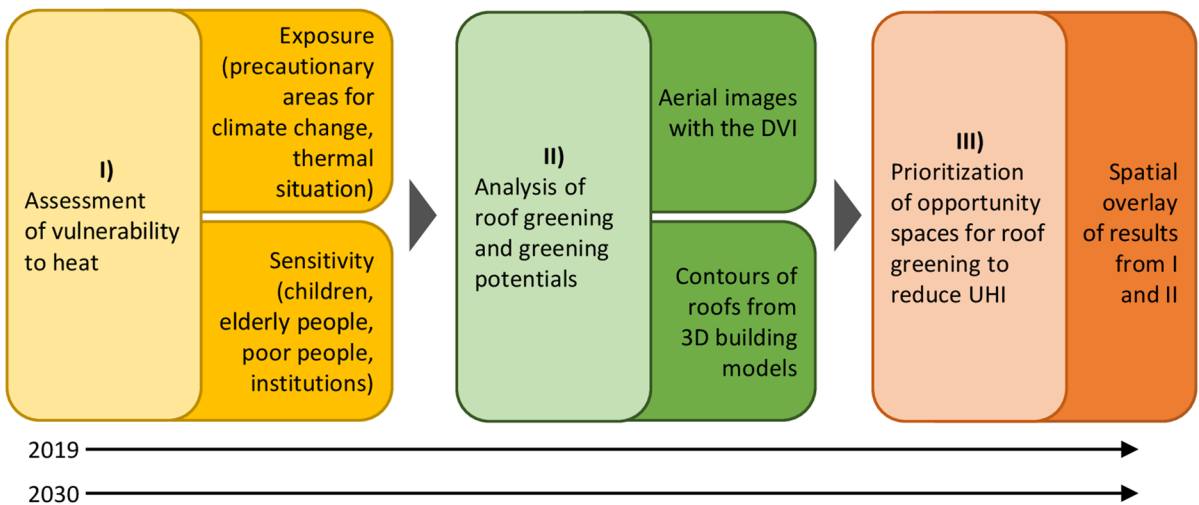 I)
Assessment
of vulnerability
to heat
Exposure
(precautionary
areas for
climate change,
thermal
situation)
Sensitivity
(children,
elderly people,
poor people,
institutions)
II)
Analysis of
roof greening
and greening
potentials
Aerial images
with the DVI
Contours of
roofs from
3D building
models
III)
Prioritization
of opportunity
spaces for roof
greening to
reduce UHI
Spatial
overlay
of results
from I
and II
2019
2030